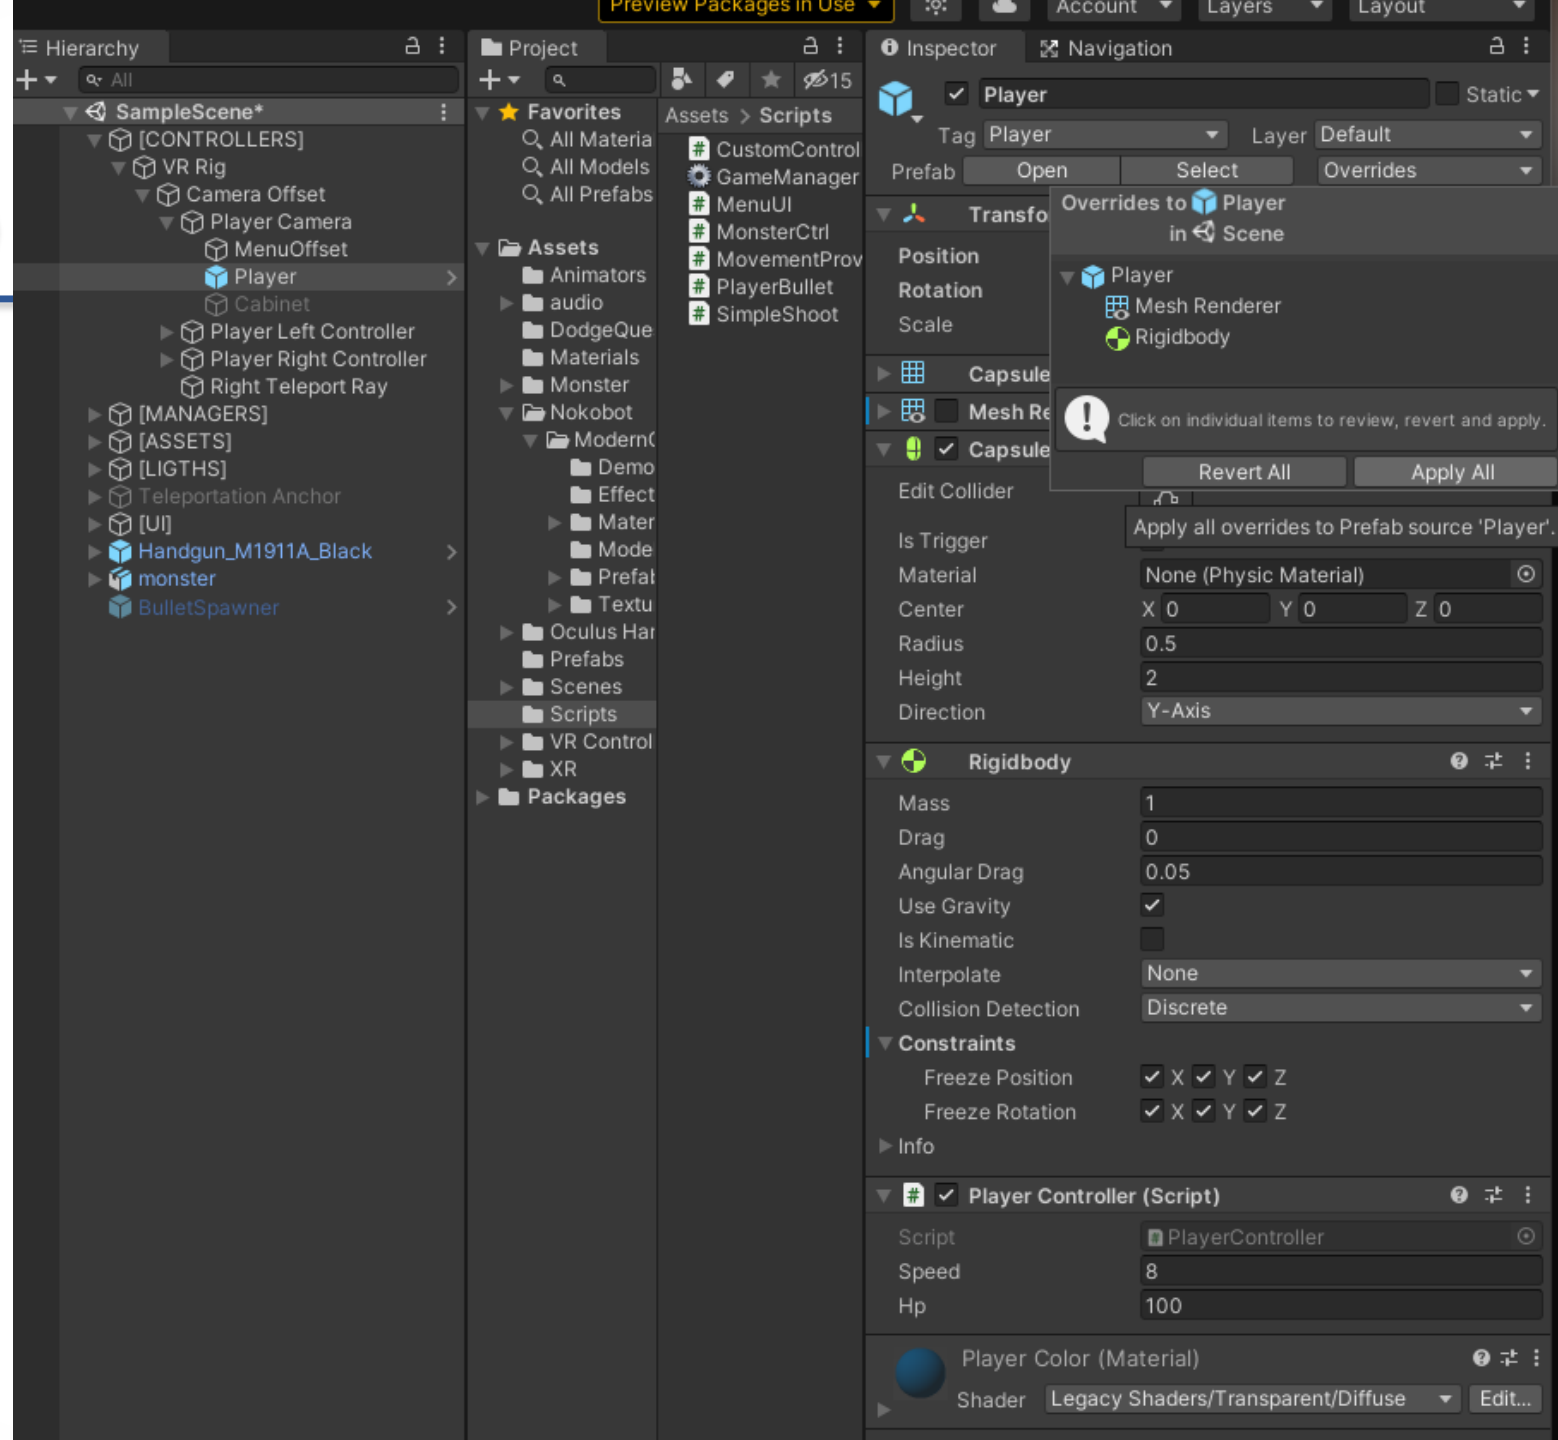 Preview Packages in Use
Account
Layers
Layout
Hierarchy
All
SampleScene*
[CONTROLLERS]
VR Rig
Camera Offset
Player Camera
MenuOffset
Player
Cabinet
Player Left Controller
Player Right Controller
Right Teleport Ray
[MANAGERS]
[ASSETS]
[LIGTHS]
Teleportation Anchor
[UI]
Handgun_M1911A_Black
monster
BulletSpawner
Project
15
Favorites
All Materia
All Models
All Prefabs
Assets
Animators
audio
DodgeQue
Materials
Monster
Nokobot
Modern(
Demo
Effect
Mater
Mode
Prefal
Textu
Oculus Har
Prefabs
Scenes
Scripts
VR Control
XR
Packages
Assets > Scripts
CustomControl
GameManager
MenuUI
MonsterCtrl
MovementProv
PlayerBullet
SimpleShoot
Inspector
Navigation
Player
Static
Tag Player
Layer Default
Prefab Open Select Overrides
Transfo
Position
Rotation
Scale
Overrides to Player
in Scene
Player
Mesh Renderer
Rigidbody
Click on individual items to review, revert and apply.
Revert All Apply All
Apply all overrides to Prefab source 'Player'.
Capsule
Mesh Re
Capsule
Edit Collider
Is Trigger
Material None (Physic Material)
Center X 0 Y 0 Z 0
Radius 0.5
Height 2
Direction Y-Axis
Rigidbody
Mass 1
Drag 0
Angular Drag 0.05
Use Gravity
Is Kinematic
Interpolate None
Collision Detection Discrete
Constraints
Freeze Position X Y Z
Freeze Rotation X Y Z
Info
Player Controller (Script)
Script PlayerController
Speed 8
Hp 100
Player Color (Material)
Shader Legacy Shaders/Transparent/Diffuse Edit...